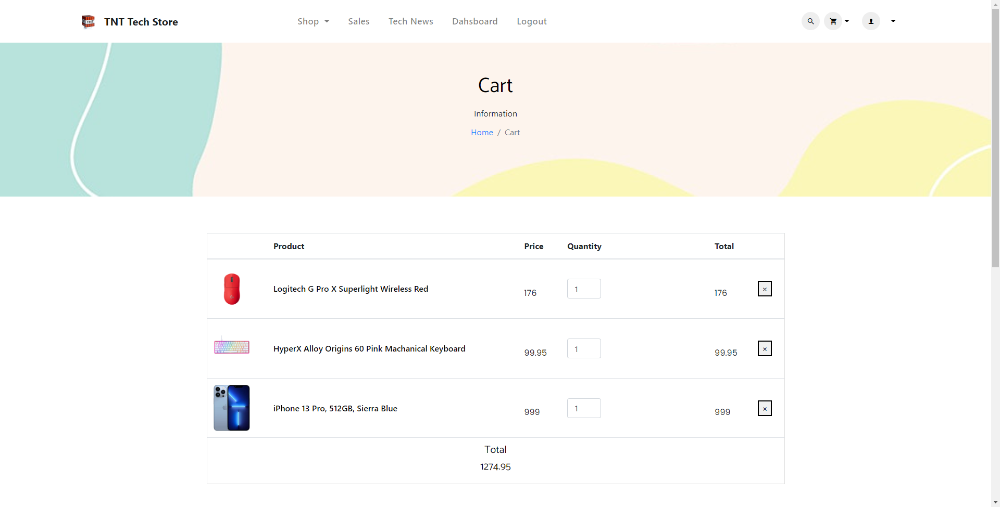 TNT Tech Store
Shop
Sales
Tech News
Dahsboard
Logout
Cart
Information
Home / Cart
Product Price Quantity Total
Logitech G Pro X Superlight Wireless Red 176 1 176 ×
HyperX Alloy Origins 60 Pink Machanical Keyboard 99.95 1 99.95 ×
iPhone 13 Pro, 512GB, Sierra Blue 999 1 999 ×
Total
1274.95